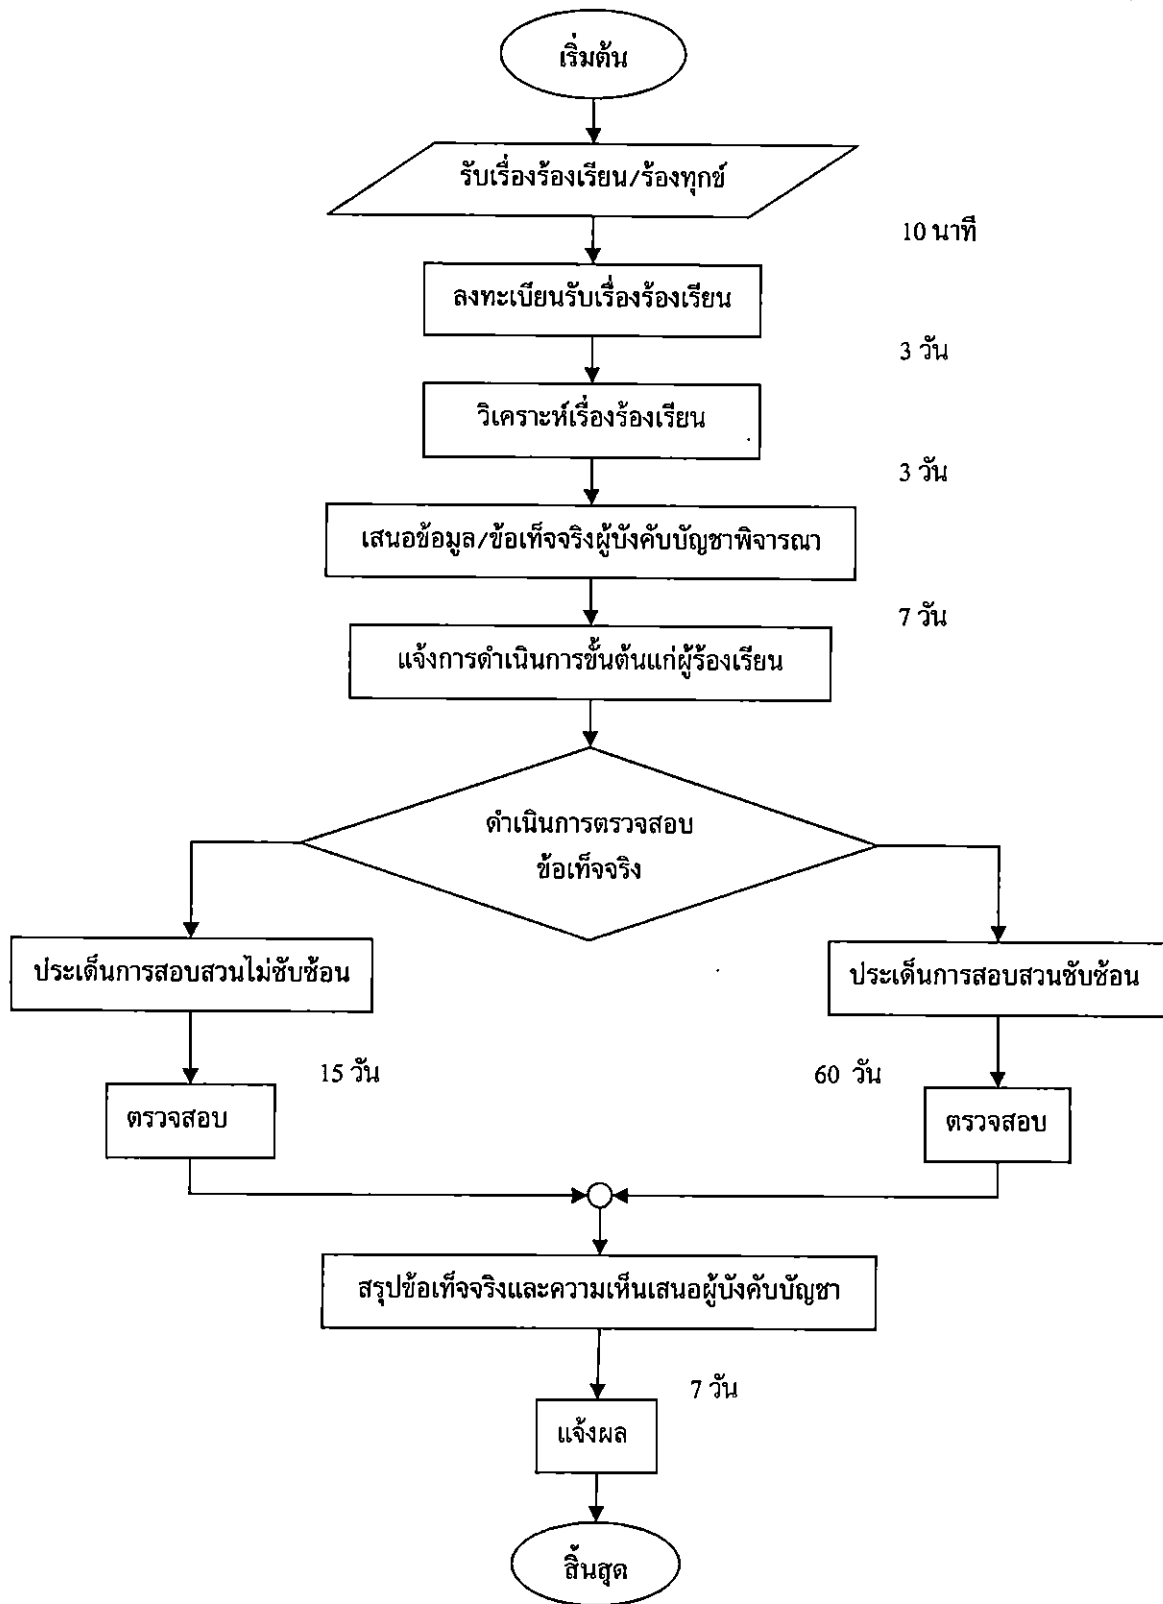 เริ่มต้น
รับเรื่องร้องเรียน/ร้องทุกข์
10 นาที
ลงทะเบียนรับเรื่องร้องเรียน
3 วัน
วิเคราะห์เรื่องร้องเรียน
3 วัน
เสนอข้อมูล/ข้อเท็จจริงผู้บังคับบัญชาพิจารณา
7 วัน
แจ้งการดำเนินการขั้นต้นแก่ผู้ร้องเรียน
ดำเนินการตรวจสอบ
ข้อเท็จจริง
ประเด็นการสอบสวนไม่ซับซ้อน
ประเด็นการสอบสวนซับซ้อน
15 วัน
60 วัน
ตรวจสอบ
ตรวจสอบ
สรุปข้อเท็จจริงและความเห็นเสนอผู้บังคับบัญชา
7 วัน
แจ้งผล
สิ้นสุด